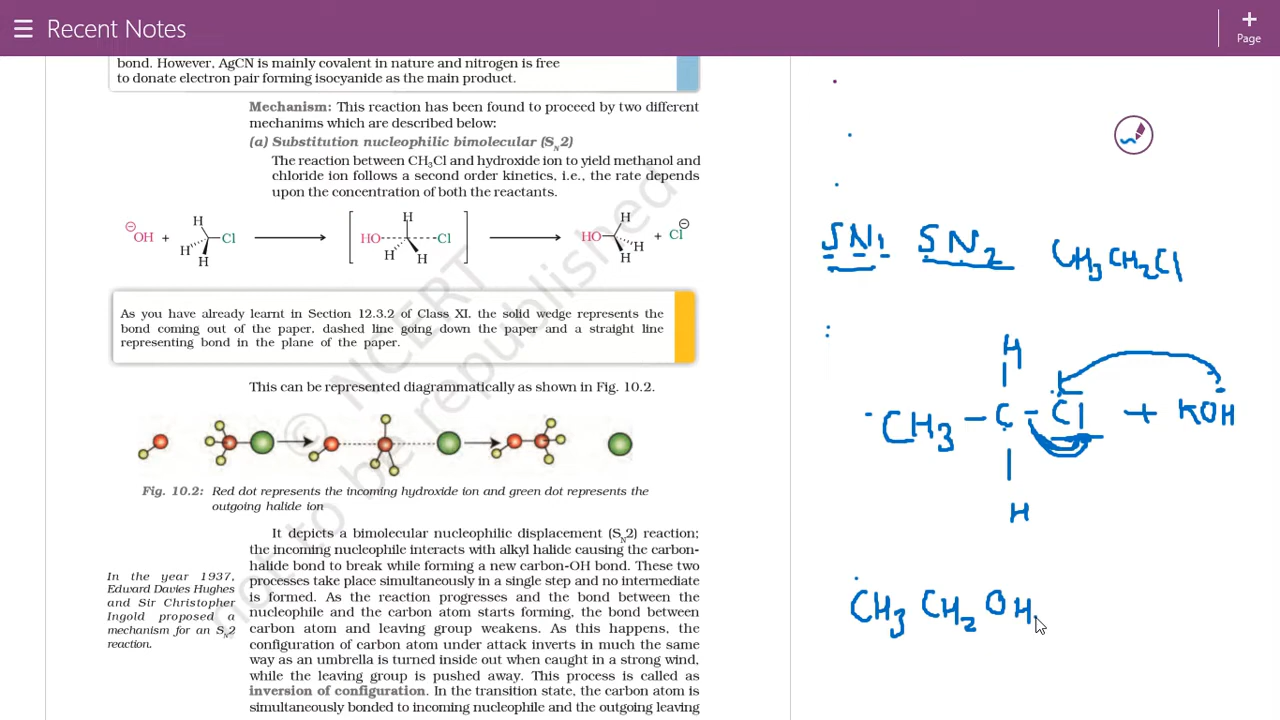 Recent Notes
Page
bond. However, AgCN is mainly covalent in nature and nitrogen is free
to donate electron pair forming isocyanide as the main product.
Mechanism: This reaction has been found to proceed by two different
mechanims which are described below:
(a) Substitution nucleophilic bimolecular (SN2)
The reaction between CH3Cl and hydroxide ion to yield methanol and
chloride ion follows a second order kinetics, i.e., the rate depends
upon the concentration of both the reactants.
⊖OH + H H H Cl → [HO H H H Cl] → HO H H H + Cl⊖
As you have already learnt in Section 12.3.2 of Class XI. the solid wedge represents the
bond coming out of the paper. dashed line going down the paper and a straight line
representing bond in the plane of the paper.
This can be represented diagrammatically as shown in Fig. 10.2.
Fig. 10.2: Red dot represents the incoming hydroxide ion and green dot represents the
outgoing halide ion
In the year 1937,
Edward Davies Hughes
and Sir Christopher
Ingold proposed a
mechanism for an SN2
reaction.
It depicts a bimolecular nucleophilic displacement (SN2) reaction;
the incoming nucleophile interacts with alkyl halide causing the carbon-
halide bond to break while forming a new carbon-OH bond. These two
processes take place simultaneously in a single step and no intermediate
is formed. As the reaction progresses and the bond between the
nucleophile and the carbon atom starts forming, the bond between
carbon atom and leaving group weakens. As this happens, the
configuration of carbon atom under attack inverts in much the same
way as an umbrella is turned inside out when caught in a strong wind,
while the leaving group is pushed away. This process is called as
inversion of configuration. In the transition state, the carbon atom is
simultaneously bonded to incoming nucleophile and the outgoing leaving
© NCERT
not to be republished
SN1 SN2 CH3CH2Cl
H
CH3 - C - Cl + KOH
H
CH3 CH2 OH